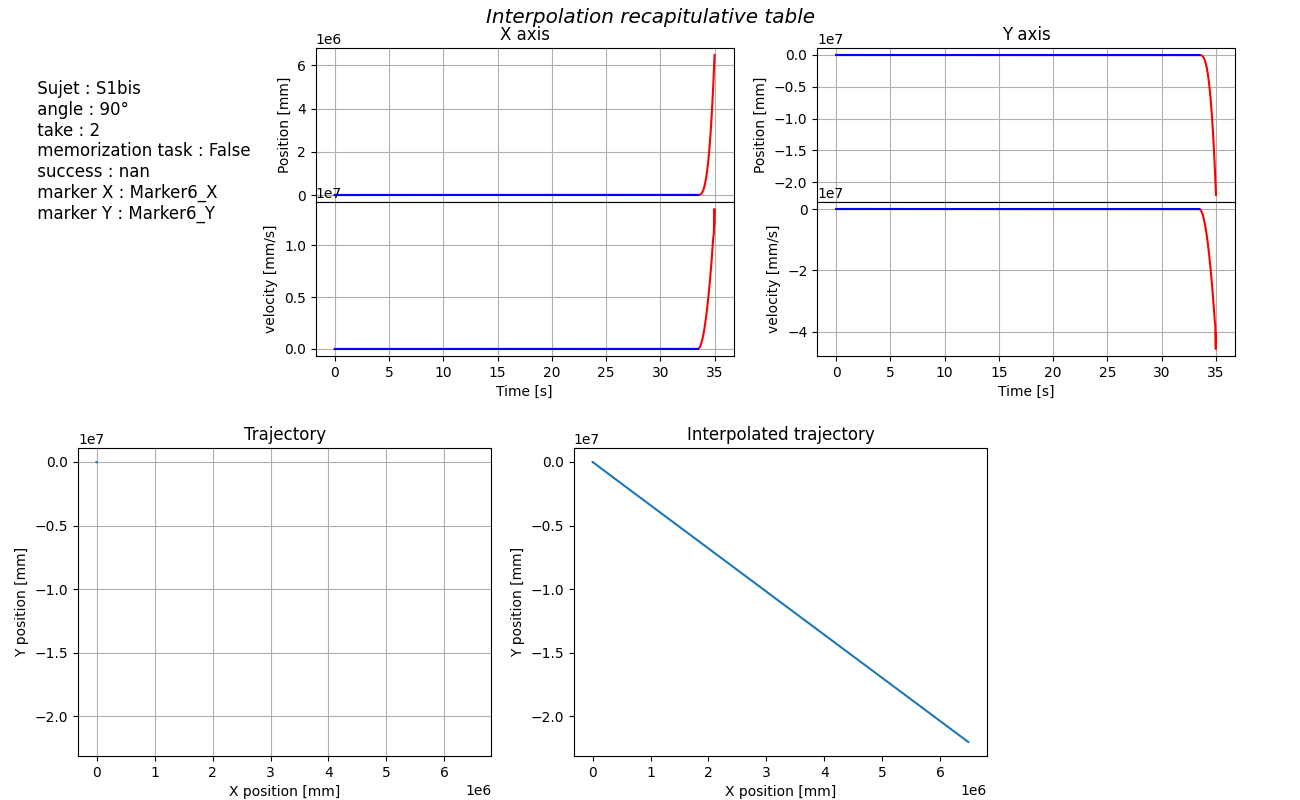 Interpolation recapitulative table
Sujet : S1bis
angle : 90°
take : 2
memorization task : False
success : nan
marker X : Marker6_X
marker Y : Marker6_Y
X axis
1e6
Position [mm]
6
4
2
0
1e7
velocity [mm/s]
1.0
0.5
0.0
0 5 10 15 20 25 30 35
Time [s]
Y axis
1e7
Position [mm]
0.0
−0.5
−1.0
−1.5
−2.0
1e7
velocity [mm/s]
0
−2
−4
0 5 10 15 20 25 30 35
Time [s]
Trajectory
1e7
Y position [mm]
0.0
−0.5
−1.0
−1.5
−2.0
0 1 2 3 4 5 6
X position [mm]
1e6
Interpolated trajectory
1e7
Y position [mm]
0.0
−0.5
−1.0
−1.5
−2.0
0 1 2 3 4 5 6
X position [mm]
1e6